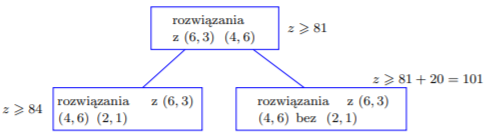 rozwiązania
z (6,3) (4,6)
z ⩾ 81
z ⩾ 81 + 20 = 101
z ⩾ 84
rozwiązania z (6,3)
(4,6) (2,1)
rozwiązania z (6,3)
(4,6) bez (2,1)